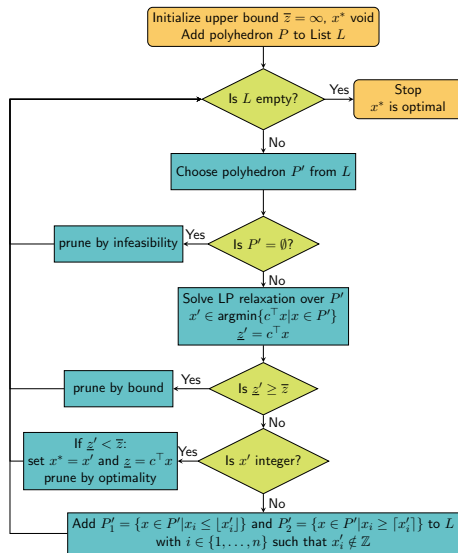 Initialize upper bound z̅ = ∞, x* void
Add polyhedron P to List L
Is L empty?
Yes
Stop
x* is optimal
No
Choose polyhedron P′ from L
Is P′ = ∅?
Yes
prune by infeasibility
No
Solve LP relaxation over P′
x′ ∈ argmin{c⊤x|x ∈ P′}
z̲′ = c⊤x
Is z̲′ ≥ z̅
Yes
prune by bound
No
If z̲′ < z̅:
set x* = x′ and z̲ = c⊤x
prune by optimality
Yes
Is x′ integer?
No
Add P′₁ = {x ∈ P′|xᵢ ≤ ⌊x′ᵢ⌋} and P′₂ = {x ∈ P′|xᵢ ≥ ⌈x′ᵢ⌉} to L
with i ∈ {1, . . . , n} such that x′ᵢ ∉ ℤ